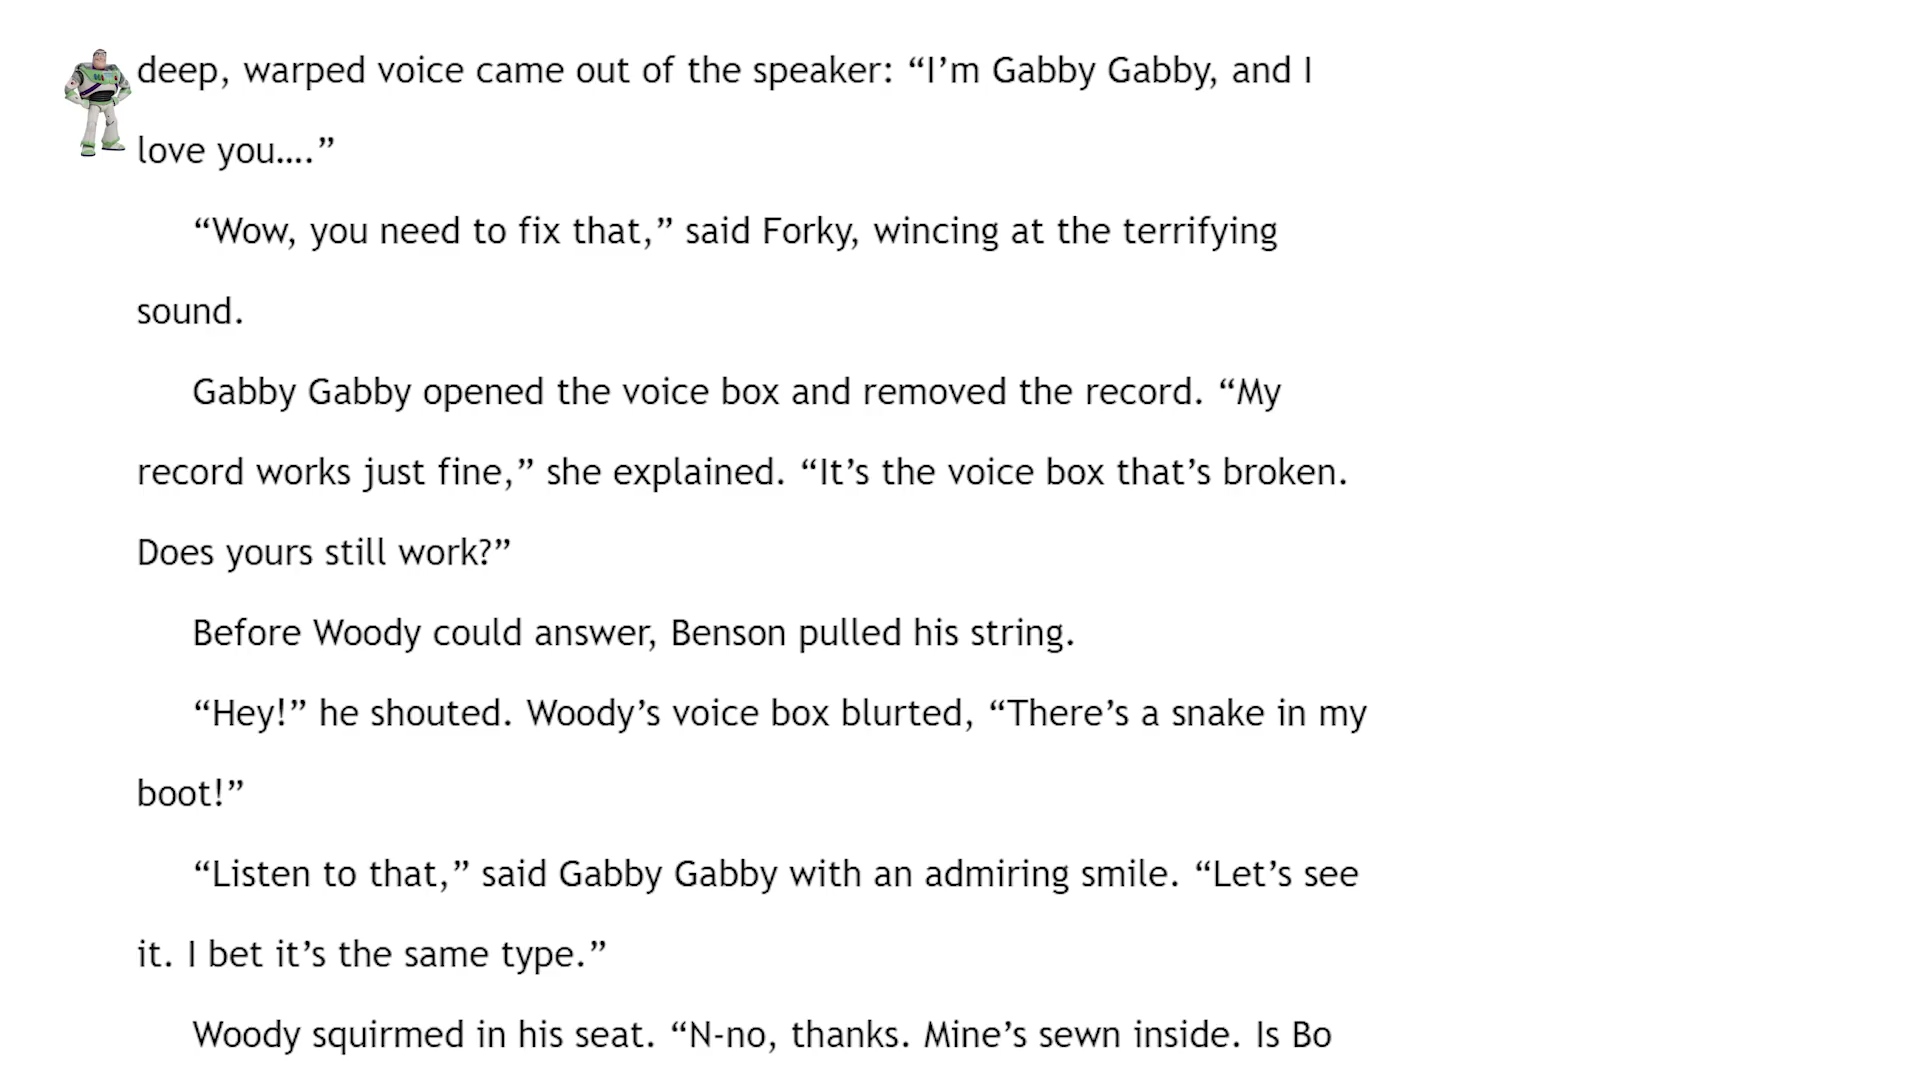 deep, warped voice came out of the speaker: “I’m Gabby Gabby, and I
love you....”
“Wow, you need to fix that,” said Forky, wincing at the terrifying
sound.
Gabby Gabby opened the voice box and removed the record. “My
record works just fine,” she explained. “It’s the voice box that’s broken.
Does yours still work?”
Before Woody could answer, Benson pulled his string.
“Hey!” he shouted. Woody’s voice box blurted, “There’s a snake in my
boot!”
“Listen to that,” said Gabby Gabby with an admiring smile. “Let’s see
it. I bet it’s the same type.”
Woody squirmed in his seat. “N-no, thanks. Mine’s sewn inside. Is Bo